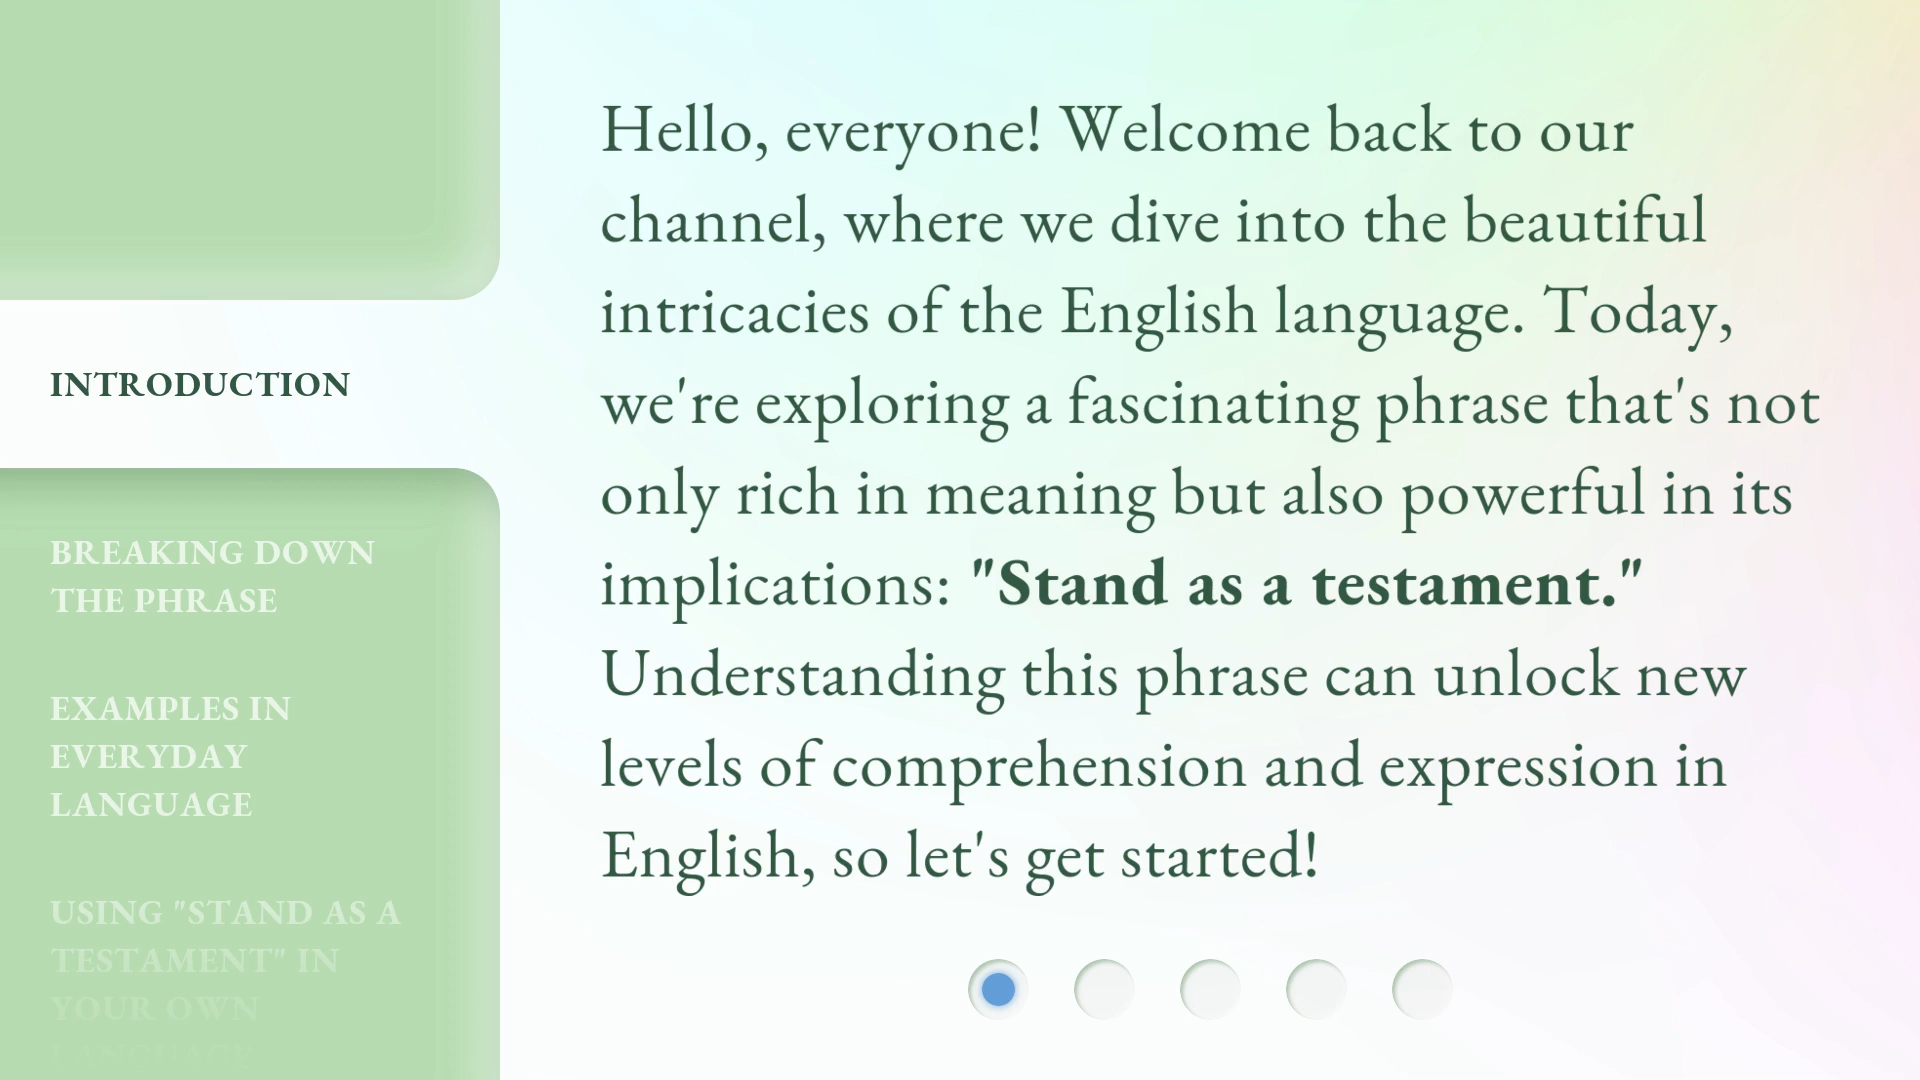 INTRODUCTION
BREAKING DOWN
THE PHRASE
EXAMPLES IN
EVERYDAY
LANGUAGE
USING "STAND AS A
TESTAMENT" IN
YOUR OWN
LANGUAGE
Hello, everyone! Welcome back to our
channel, where we dive into the beautiful
intricacies of the English language. Today,
we're exploring a fascinating phrase that's not
only rich in meaning but also powerful in its
implications: "Stand as a testament."
Understanding this phrase can unlock new
levels of comprehension and expression in
English, so let's get started!